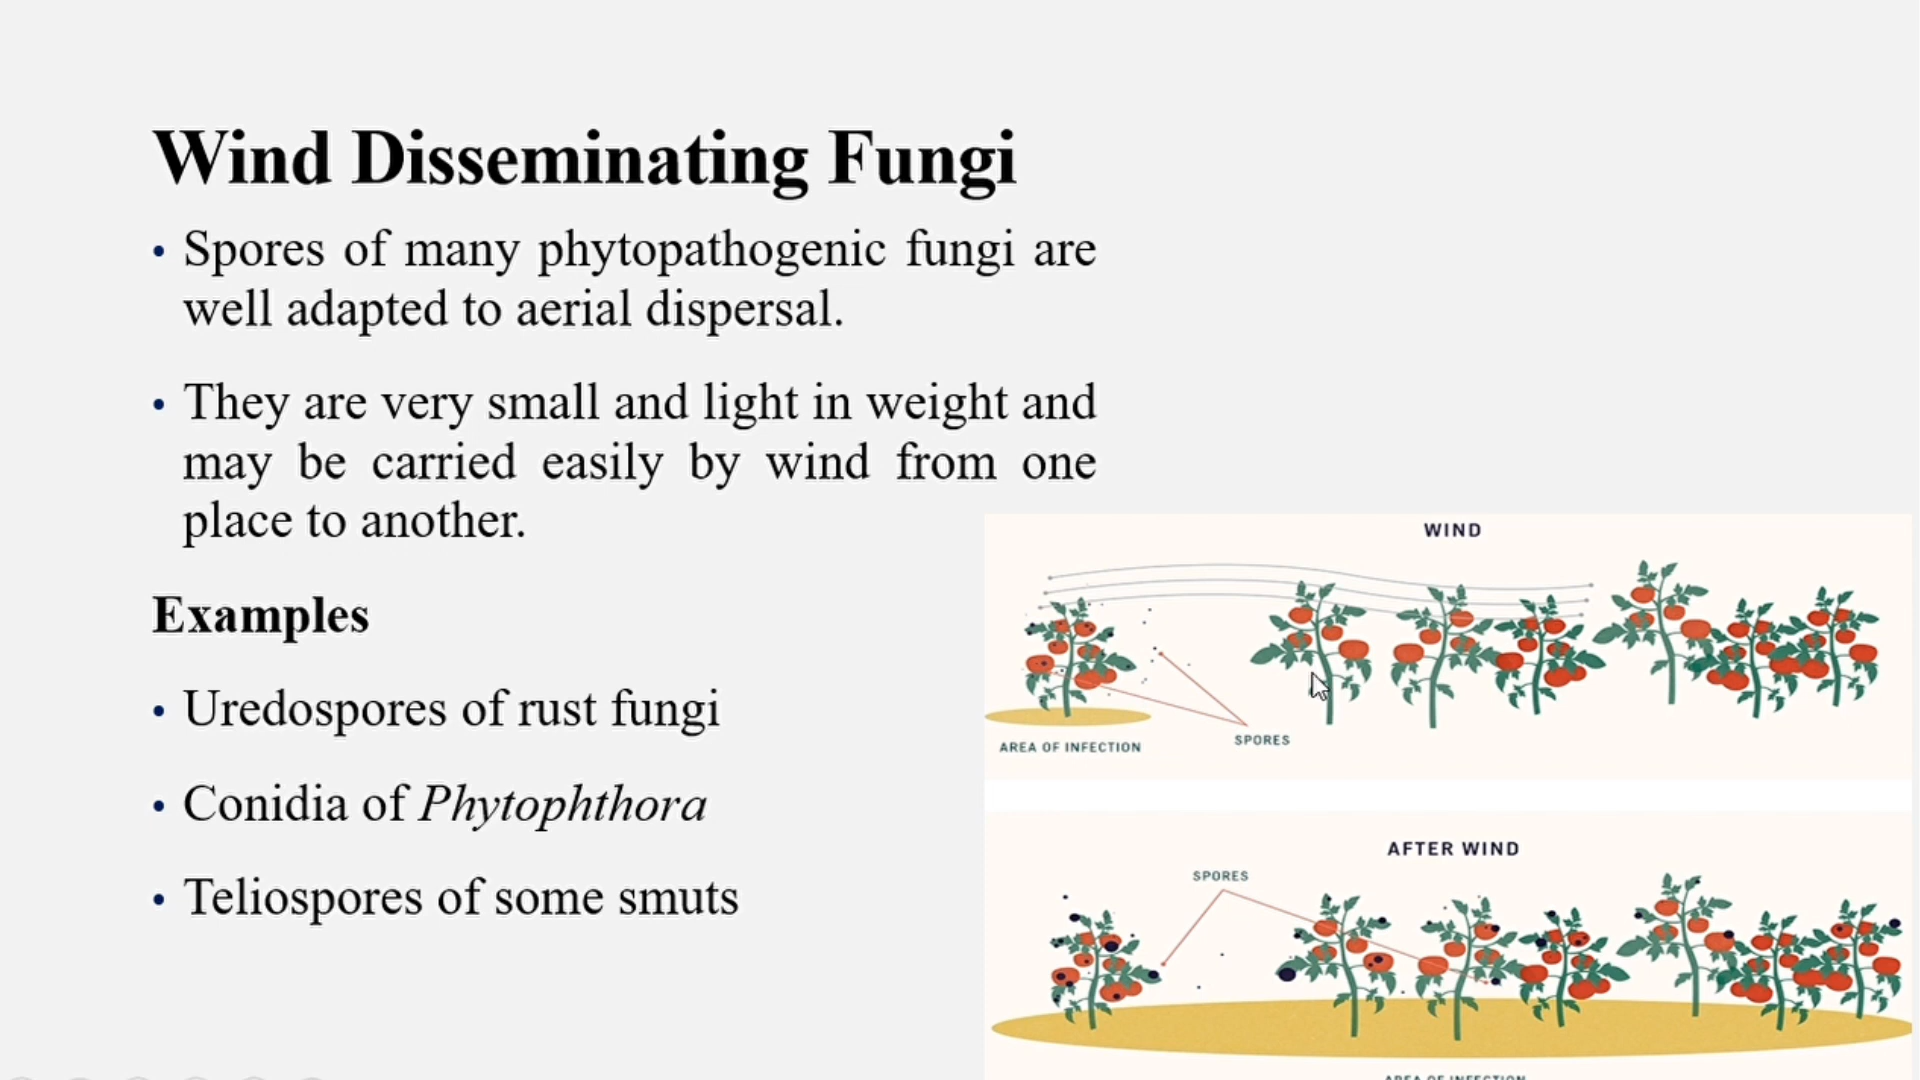 Wind Disseminating Fungi
• Spores of many phytopathogenic fungi are
well adapted to aerial dispersal.
• They are very small and light in weight and
may be carried easily by wind from one
place to another.
Examples
• Uredospores of rust fungi
• Conidia of Phytophthora
• Teliospores of some smuts
WIND
SPORES
AREA OF INFECTION
AFTER WIND
SPORES
AREA OF INFECTION